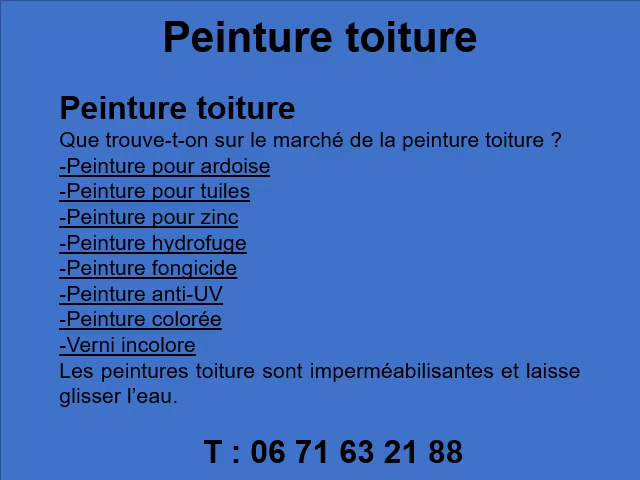 Peinture toiture
Peinture toiture
Que trouve-t-on sur le marché de la peinture toiture ?
-Peinture pour ardoise
-Peinture pour tuiles
-Peinture pour zinc
-Peinture hydrofuge
-Peinture fongicide
-Peinture anti-UV
-Peinture colorée
-Verni incolore
Les peintures toiture sont imperméabilisantes et laisse
glisser l’eau.
T : 06 71 63 21 88